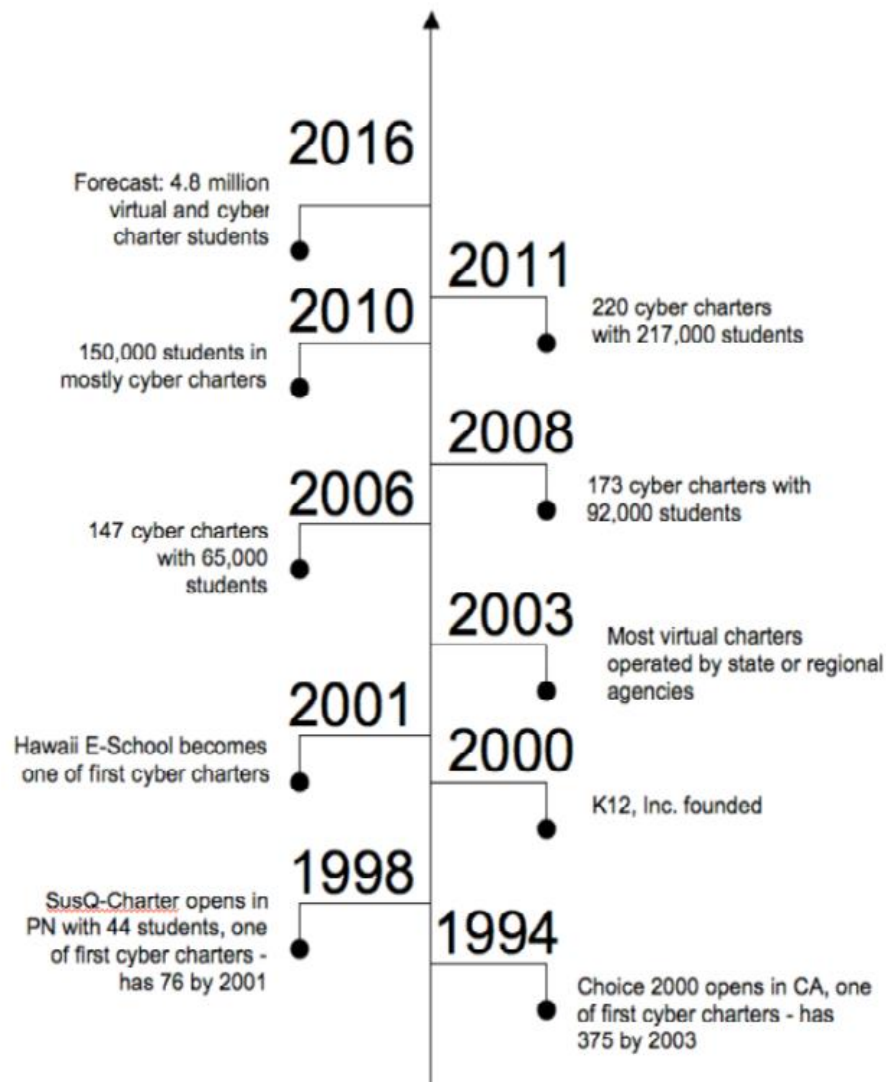 2016
Forecast: 4.8 million
virtual and cyber
charter students
2011
220 cyber charters
with 217,000 students
2010
150,000 students in
mostly cyber charters
2008
173 cyber charters with
92,000 students
2006
147 cyber charters
with 65,000
students
2003
Most virtual charters
operated by state or regional
agencies
2001
Hawaii E-School becomes
one of first cyber charters
2000
K12, Inc. founded
1998
SusQ-Charter opens in
PN with 44 students, one
of first cyber charters -
has 76 by 2001
1994
Choice 2000 opens in CA, one
of first cyber charters - has
375 by 2003